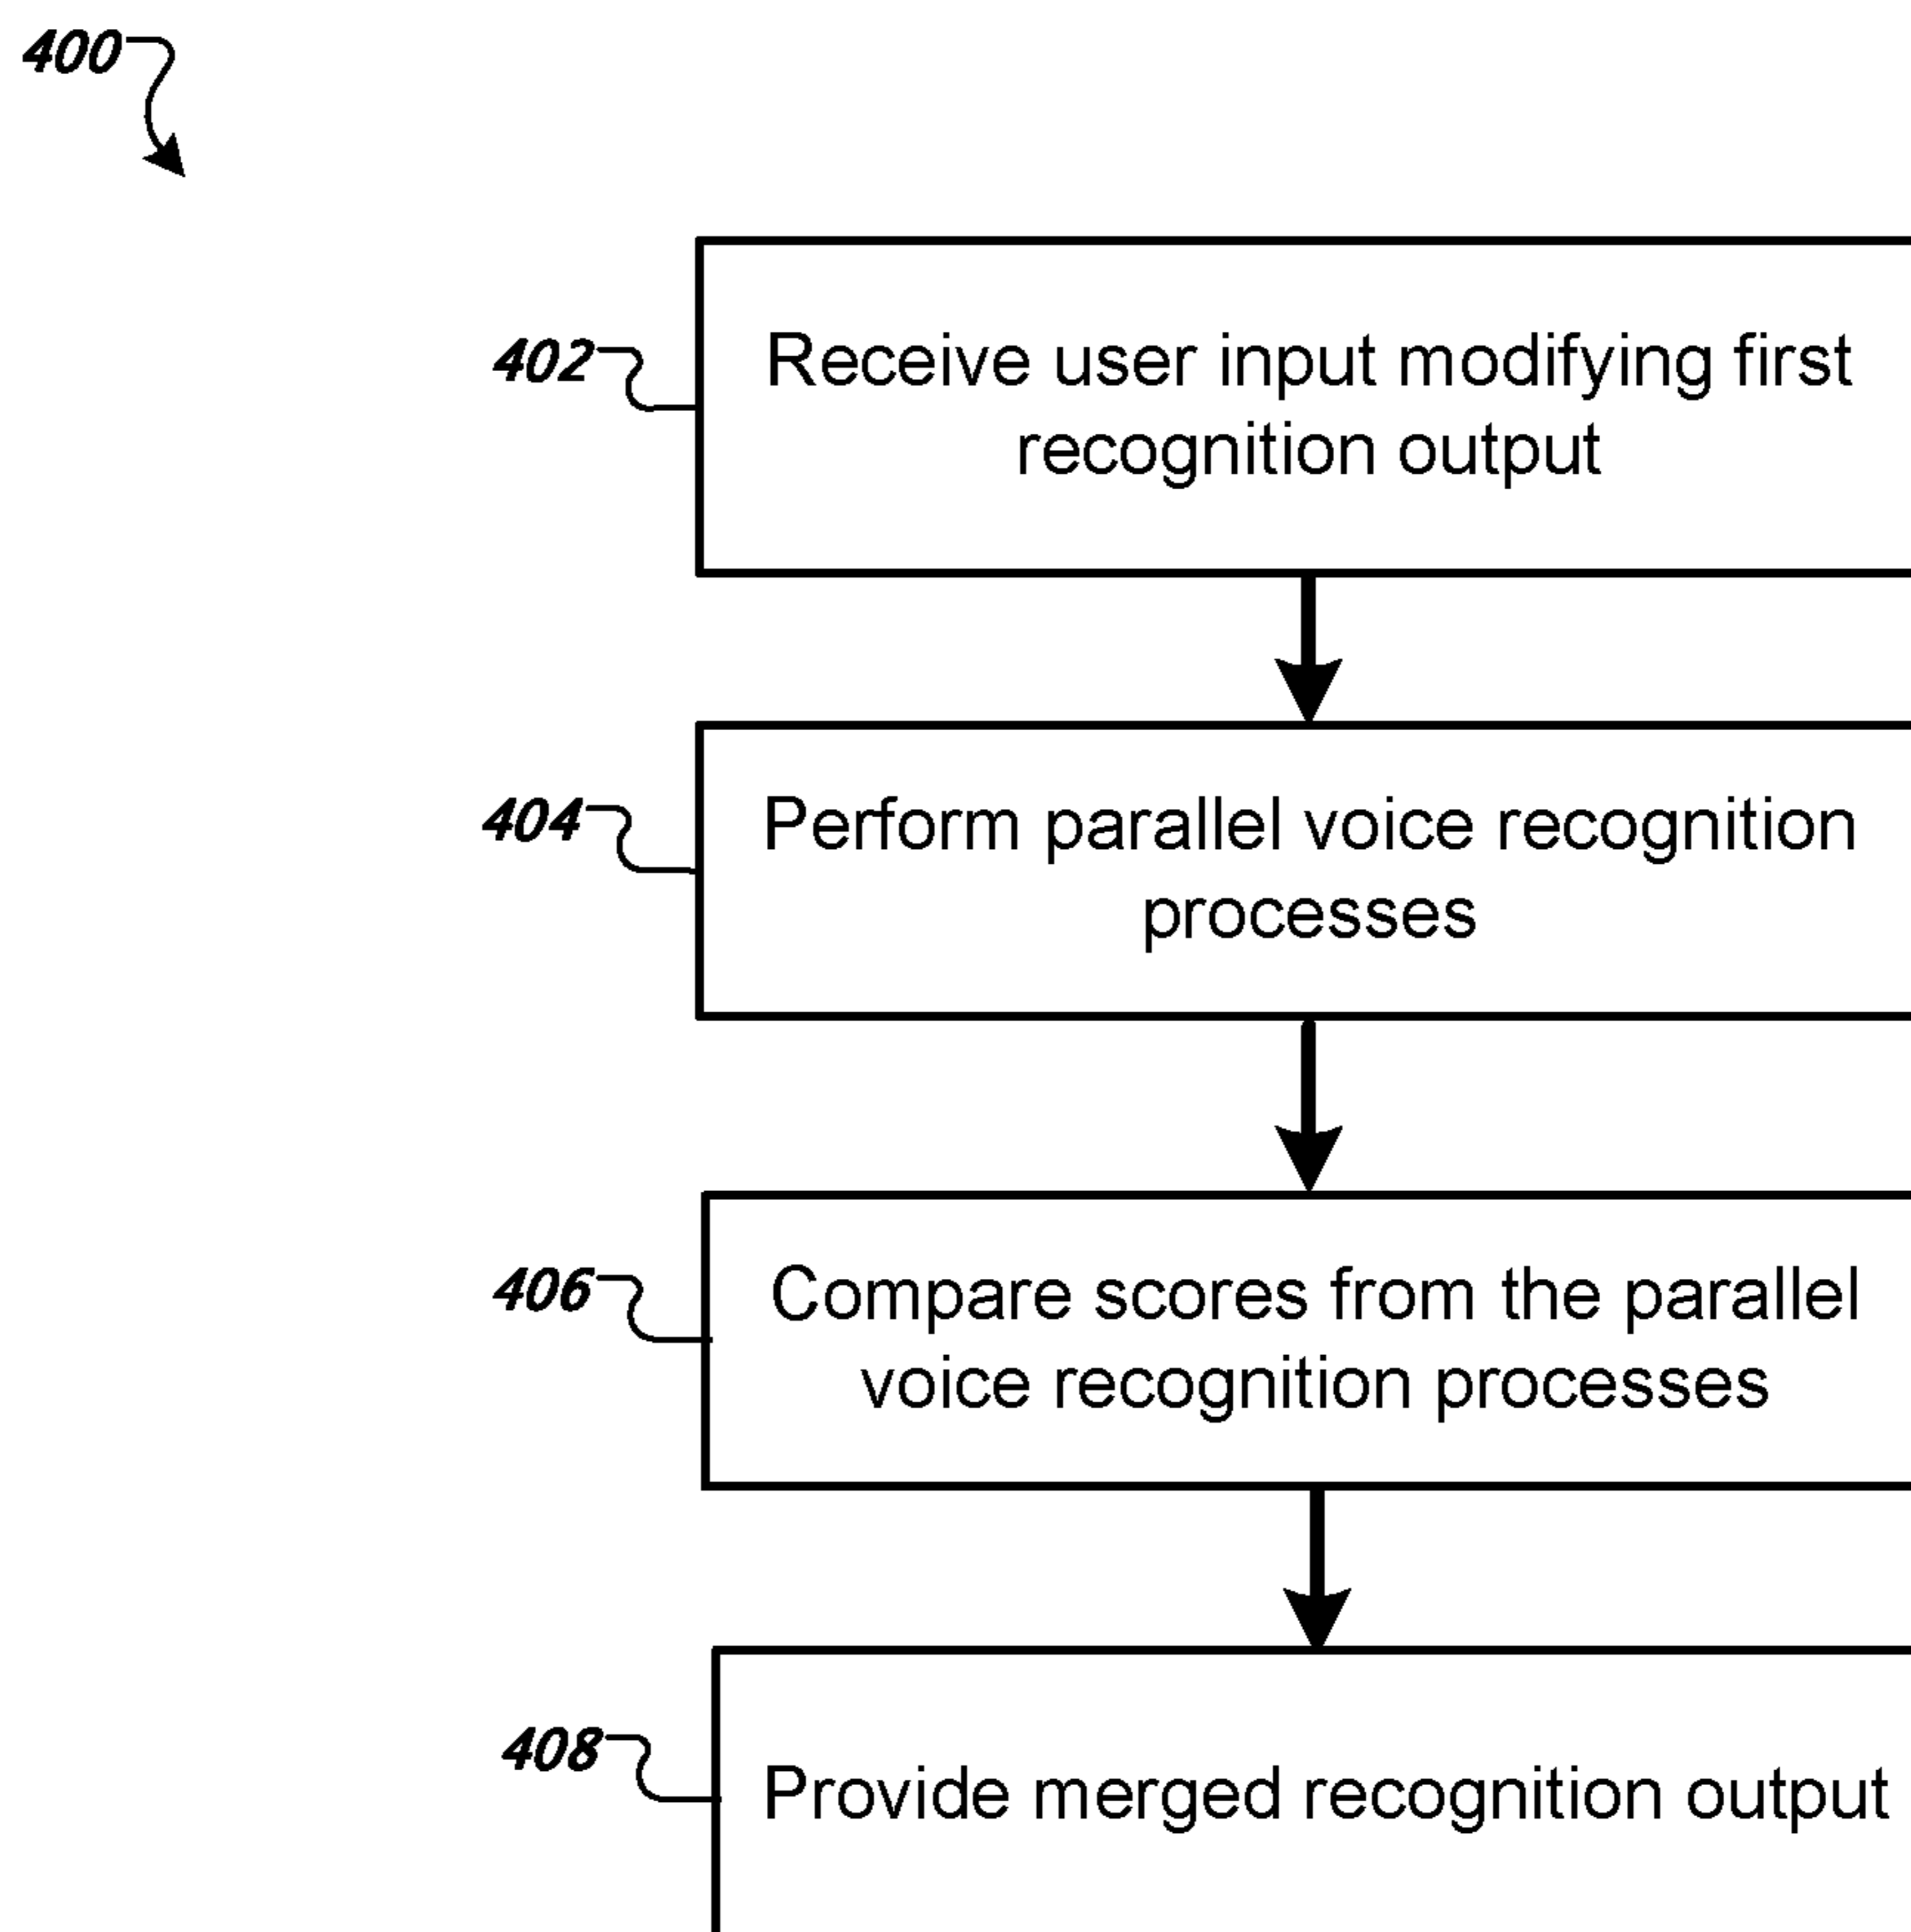 400
402
Receive user input modifying first
recognition output
404
Perform parallel voice recognition
processes
406
Compare scores from the parallel
voice recognition processes
408
Provide merged recognition output